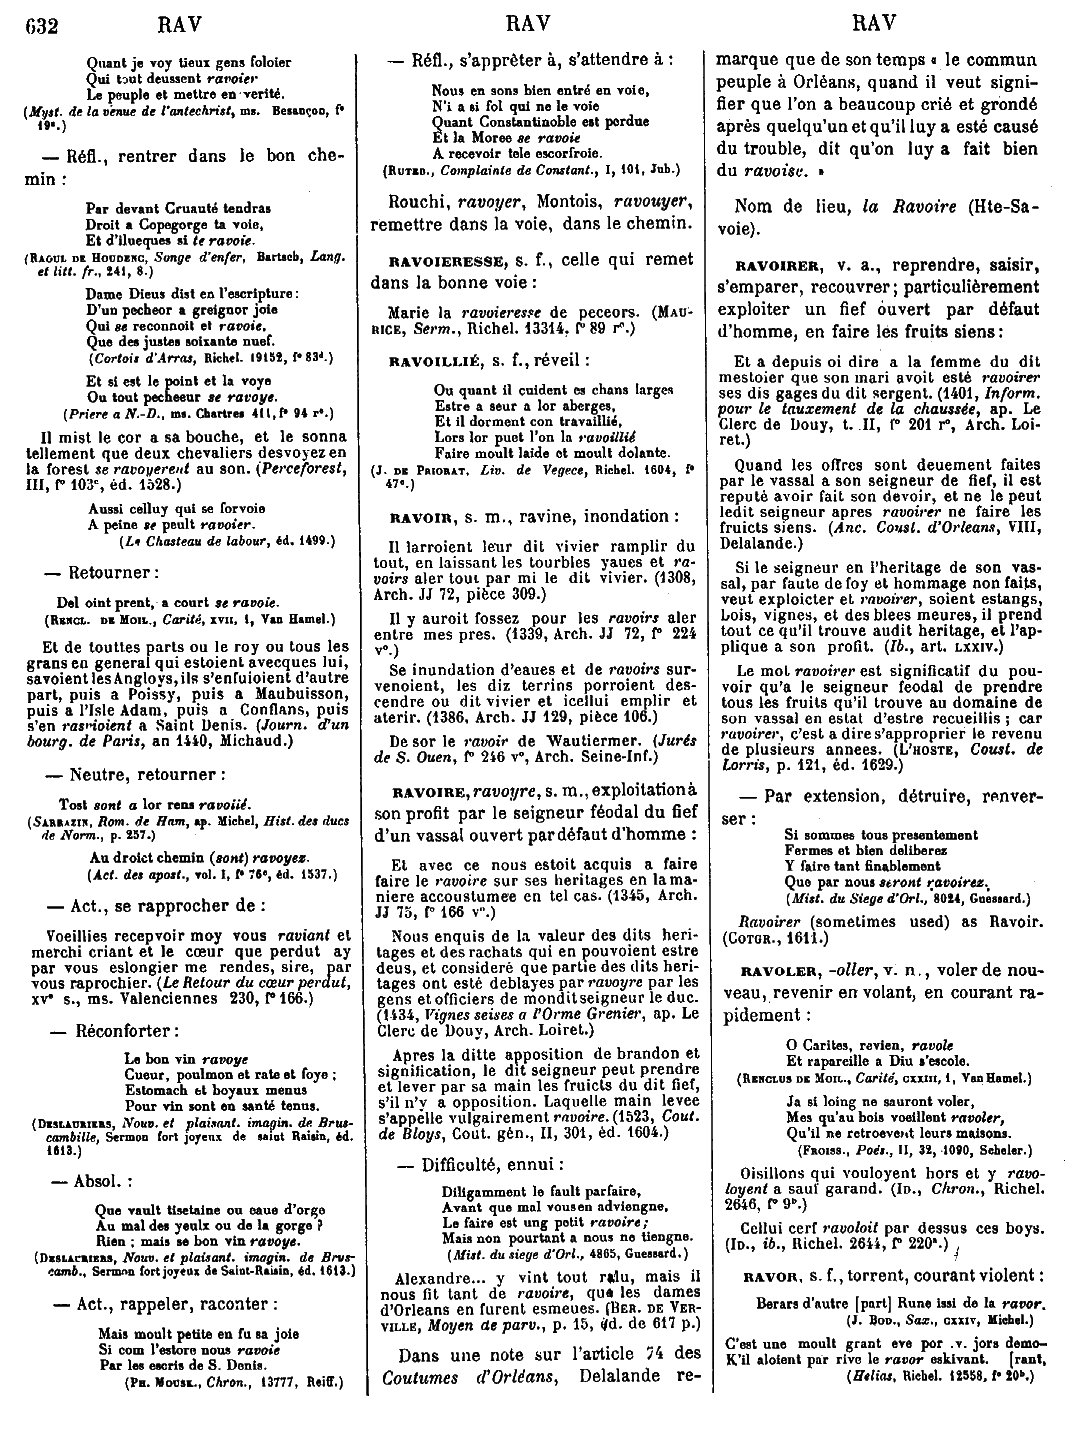 632 RAV RAV RAV
Quant je voy tieux gens foloier
Qui tout deussent ravoier
Le peuple et mettre en verité.
(Myst. de la venue de l'antechrist, ms. Besançon, f°
19ª.)
— Réfl., rentrer dans le bon che-
min :
Par devant Cruauté tendras
Droit a Copegorge ta voie,
Et d'illueques si te ravoie.
(RAOUL DE HOUDENC, Songe d'enfer, Bartsch, Lang.
et litt. fr., 241, 8.)
Dame Dieus dist en l'escripture :
D'un pecheor a greignor joie
Qui se reconnoit et ravoie,
Que des justes soixante nuef.
(Cortois d'Arras, Richel. 19152, f° 83ᵈ.)
Et si est le point et la voye
Ou tout pecheeur se ravoye.
(Priere a N.-D., ms. Chartres 411, f° 94 r°.)
Il mist le cor a sa bouche, et le sonna
tellement que deux chevaliers desvoyez en
la forest se ravoyerent au son. (Perceforest,
III, f° 103ᶜ, éd. 1528.)
Aussi celluy qui se forvoie
A peine se peult ravoier.
(Le Chasteau de labour, éd. 1499.)
— Retourner :
Del oint prent, a court se ravoie.
(RENCL. DE MOIL., Carité, XVII, 1, Van Hamel.)
Et de touttes parts ou le roy ou tous les
grans en general qui estoient avecques lui,
savoient les Angloys, ils s'enfuioient d'autre
part, puis a Poissy, puis a Maubuisson,
puis a l'Isle Adam, puis a Conflans, puis
s'en rasvioient a Saint Denis. (Journ. d'un
bourg. de Paris, an 1440, Michaud.)
— Neutre, retourner :
Tost sont a lor rens ravoiié.
(SARRAZIN, Rom. de Ham, ap. Michel, Hist. des ducs
de Norm., p. 257.)
Au droict chemin (sont) ravoyez.
(Act. des apost., vol. I, f° 76ᵃ, éd. 1537.)
— Act., se rapprocher de :
Voeillies recepvoir moy vous raviant et
merchi criant et le cœur que perdut ay
par vous eslongier me rendes, sire, par
vous raprochier. (Le Retour du cœur perdut,
xvᵉ s., ms. Valenciennes 230, f° 166.)
— Réconforter :
Le bon vin ravoye
Cueur, poulmon et rate et foye ;
Estomach et boyaux menus
Pour vin sont en santé tenus.
(DESLAURIERS, Nouv. et plaisant. imagin. de Brus-
cambille, Sermon fort joyeux de saint Raisin, éd.
1613.)
— Absol. :
Que vault tisetaine ou eaue d'orge
Au mal des yeulx ou de la gorge ?
Rien ; mais se bon vin ravoye.
(DESLAURIERS, Nouv. et plaisant. imagin. de Brus-
camb., Sermon fort joyeux de Saint-Raisin, éd. 1613.)
— Act., rappeler, raconter :
Mais moult petite en fu sa joie
Si com l'estore nous ravoie
Par les escris de S. Denis.
(PH. MOUSK., Chron., 13777, Reiff.)
— Réfl., s'apprêter à, s'attendre à :
Nous en sons bien entré en voie,
N'i a si fol qui ne le voie
Quant Constantinoble est perdue
Et la Moree se ravoie
A recevoir tele escorfroie.
(RUTEB., Complainte de Constant., I, 101, Jub.)
Rouchi, ravoyer, Montois, ravouyer,
remettre dans la voie, dans le chemin.
RAVOIERESSE, s. f., celle qui remet
dans la bonne voie :
Marie la ravoieresse de peceors. (MAU-
RICE, Serm., Richel. 13314, f° 89 r°.)
RAVOILLIÉ, s. f., réveil :
Ou quant il cuident es chans larges
Estre a seur a lor aberges,
Et il dorment con travaillié,
Lors lor puet l'on la ravoillié
Faire moult laide et moult dolante.
(J. DE PRIORAT, Liv. de Vegece, Richel. 1604, f°
47ᵃ.)
RAVOIR, s. m., ravine, inondation :
Il larroient leur dit vivier ramplir du
tout, en laissant les tourbles yaues et ra-
voirs aler tout par mi le dit vivier. (1308,
Arch. JJ 72, pièce 309.)
Il y auroit fossez pour les ravoirs aler
entre mes pres. (1339, Arch. JJ 72, f° 224
v°.)
Se inundation d'eaues et de ravoirs sur-
venoient, les diz terrins porroient des-
cendre ou dit vivier et icellui emplir et
aterir. (1386, Arch. JJ 129, pièce 106.)
De sor le ravoir de Wautiermer. (Jurés
de S. Ouen, f° 246 v°, Arch. Seine-Inf.)
RAVOIRE, ravoyre, s. m., exploitation à
son profit par le seigneur féodal du fief
d'un vassal ouvert par défaut d'homme :
Et avec ce nous estoit acquis a faire
faire le ravoire sur ses heritages en la ma-
niere accoustumee en tel cas. (1345, Arch.
JJ 75, f° 166 v°.)
Nous enquis de la valeur des dits heri-
tages et des rachats qui en pouvoient estre
deus, et consideré que partie des dits heri-
tages ont esté deblayes par ravoyre par les
gens et officiers de mondit seigneur le duc.
(1434, Vignes seises a l'Orme Grenier, ap. Le
Clerc de Douy, Arch. Loiret.)
Apres la ditte apposition de brandon et
signification, le dit seigneur peut prendre
et lever par sa main les fruicts du dit fief,
s'il n'y a opposition. Laquelle main levee
s'appelle vulgairement ravoire. (1523, Cout.
de Bloys, Cout. gén., II, 301, éd. 1604.)
— Difficulté, ennui :
Diligamment le fault parfaire,
Avant que mal vous en adviengne,
Le faire est ung petit ravoire ;
Mais non pourtant a nous ne tiengne.
(Mist. du siege d'Orl., 4865, Guessard.)
Alexandre... y vint tout ratu, mais il
nous fit tant de ravoire, que les dames
d'Orleans en furent esmeues. (BER. DE VER-
VILLE, Moyen de parv., p. 15, éd. de 617 p.)
Dans une note sur l'article 74 des
Coutumes d'Orléans, Delalande re-
marque que de son temps « le commun
peuple à Orléans, quand il veut signi-
fier que l'on a beaucoup crié et grondé
après quelqu'un et qu'il luy a esté causé
du trouble, dit qu'on luy a fait bien
du ravoise. »
Nom de lieu, la Ravoire (Hte-Sa-
voie).
RAVOIRER, v. a., reprendre, saisir,
s'emparer, recouvrer ; particulièrement
exploiter un fief ouvert par défaut
d'homme, en faire les fruits siens :
Et a depuis oi dire a la femme du dit
mestoier que son mari avoit esté ravoirer
ses dis gages du dit sergent. (1401, Inform.
pour le tauxement de la chaussée, ap. Le
Clerc de Douy, t. II, f° 201 r°, Arch. Loi-
ret.)
Quand les offres sont deuement faites
par le vassal a son seigneur de fief, il est
reputé avoir fait son devoir, et ne le peut
ledit seigneur apres ravoirer ne faire les
fruicts siens. (Anc. Coust. d'Orleans, VIII,
Delalande.)
Si le seigneur en l'heritage de son vas-
sal, par faute de foy et hommage non faits,
veut exploicter et ravoirer, soient estangs,
bois, vignes, et des blees meures, il prend
tout ce qu'il trouve audit heritage, et l'ap-
plique a son profit. (Ib., art. LXXIV.)
Le mot ravoirer est significatif du pou-
voir qu'a le seigneur feodal de prendre
tous les fruits qu'il trouve au domaine de
son vassal en estat d'estre recueillis ; car
ravoirer, c'est a dire s'approprier le revenu
de plusieurs annees. (L'HOSTE, Coust. de
Lorris, p. 121, éd. 1629.)
— Par extension, détruire, renver-
ser :
Si sommes tous presentement
Fermes et bien deliberez
Y faire tant finablement
Que par nous seront ravoirez.
(Mist. du Siege d'Orl., 8024, Guessard.)
Ravoirer (sometimes used) as Ravoir.
(COTGR., 1611.)
RAVOLER, -oller, v. n., voler de nou-
veau, revenir en volant, en courant ra-
pidement :
O Carites, revien, ravole
Et rapareille a Diu s'escole.
(RENCLUS DE MOIL., Carité, CXXIII, 1, Van Hamel.)
Ja si loing ne sauront voler,
Mes qu'au bois voeillent ravoler,
Qu'il ne retroevent leurs maisons.
(FROISS., Poés., II, 32, 1090, Scheler.)
Oisillons qui vouloyent hors et y ravo-
loyent a sauf garand. (ID., Chron., Richel.
2646, f° 9ᵇ.)
Cellui cerf ravoloit par dessus ces boys.
(ID., ib., Richel. 2644, f° 220ᵃ.)
RAVOR, s. f., torrent, courant violent :
Berars d'autre [part] Rune issi de la ravor.
(J. BOD., Sax., CXXIV, Michel.)
C'est une moult grant eve por .v. jors demo-
K'il aloient par rive le ravor eskivant. [rant,
(Helias, Richel. 12558, f° 20ᵇ.)